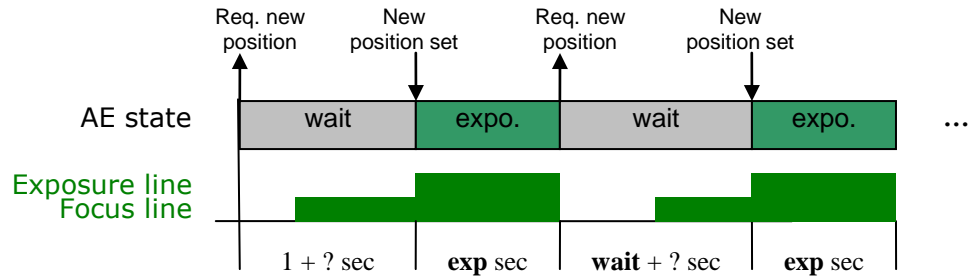 Req. new
position
New
position set
Req. new
position
New
position set
AE state
wait
expo.
wait
expo.
...
Exposure line
Focus line
1 + ? sec
exp sec
wait + ? sec
exp sec